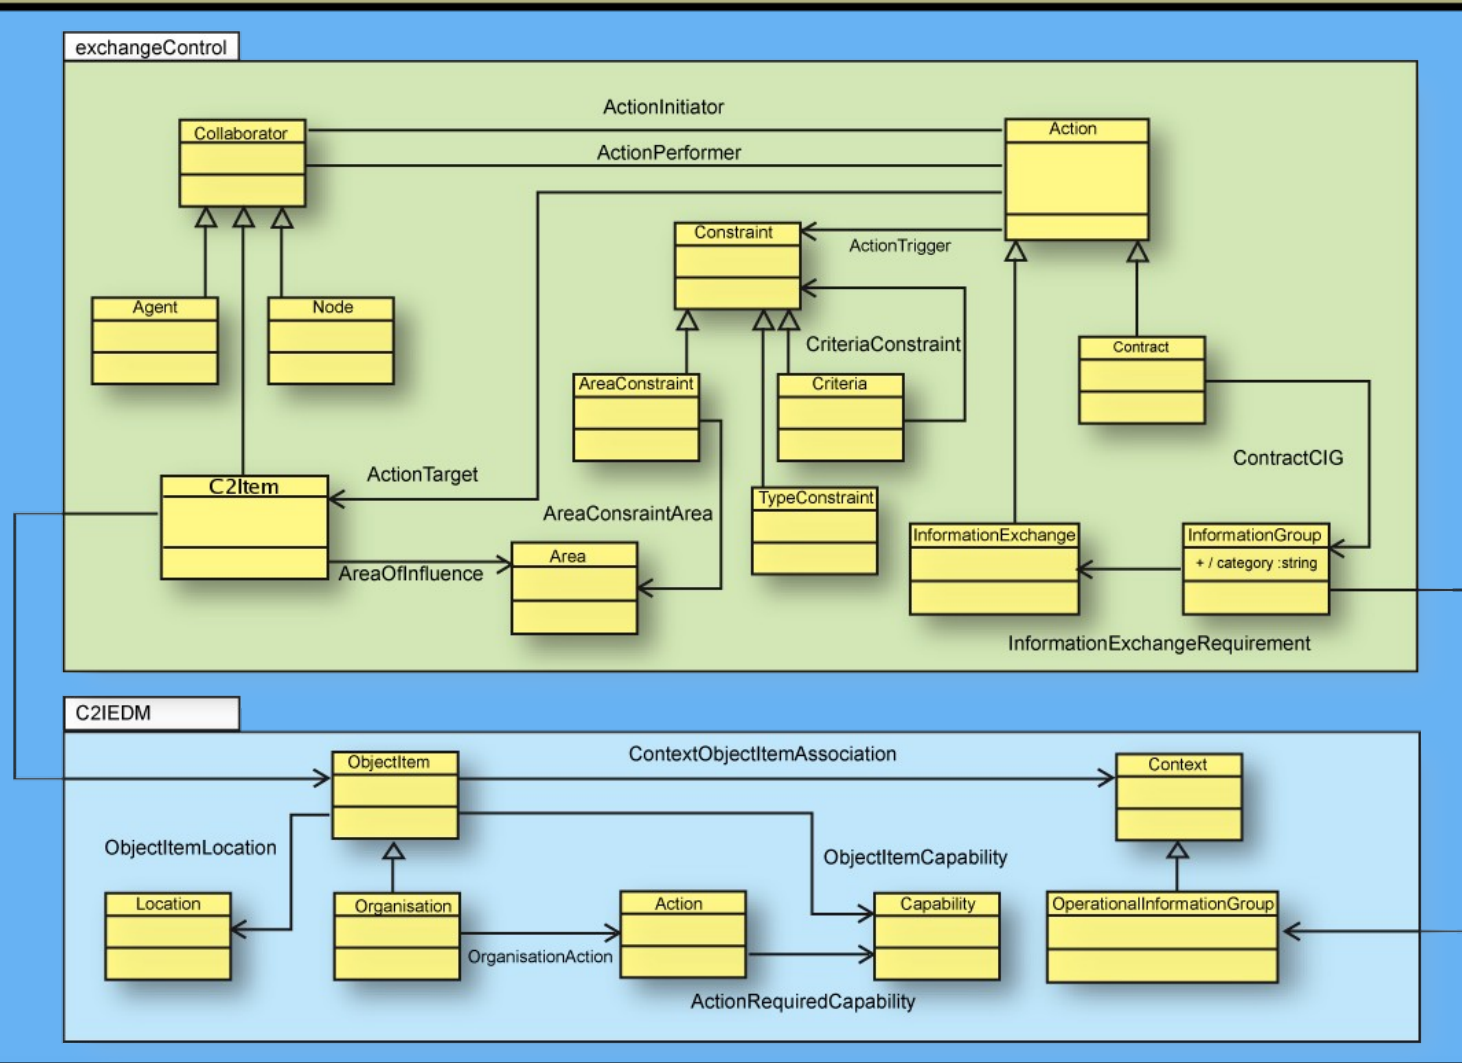 exchangeControl
ActionInitiator
Collaborator
Action
ActionPerformer
Constraint
ActionTrigger
Agent
Node
CriteriaConstraint
Contract
AreaConstraint
Criteria
ContractCIG
ActionTarget
C2Item
TypeConstraint
AreaConsraintArea
InformationExchange
InformationGroup
+ / category :string
Area
AreaOfInfluence
InformationExchangeRequirement
C2IEDM
ObjectItem
ContextObjectItemAssociation
Context
ObjectItemLocation
ObjectItemCapability
Location
Organisation
Action
Capability
OperationalInformationGroup
OrganisationAction
ActionRequiredCapability